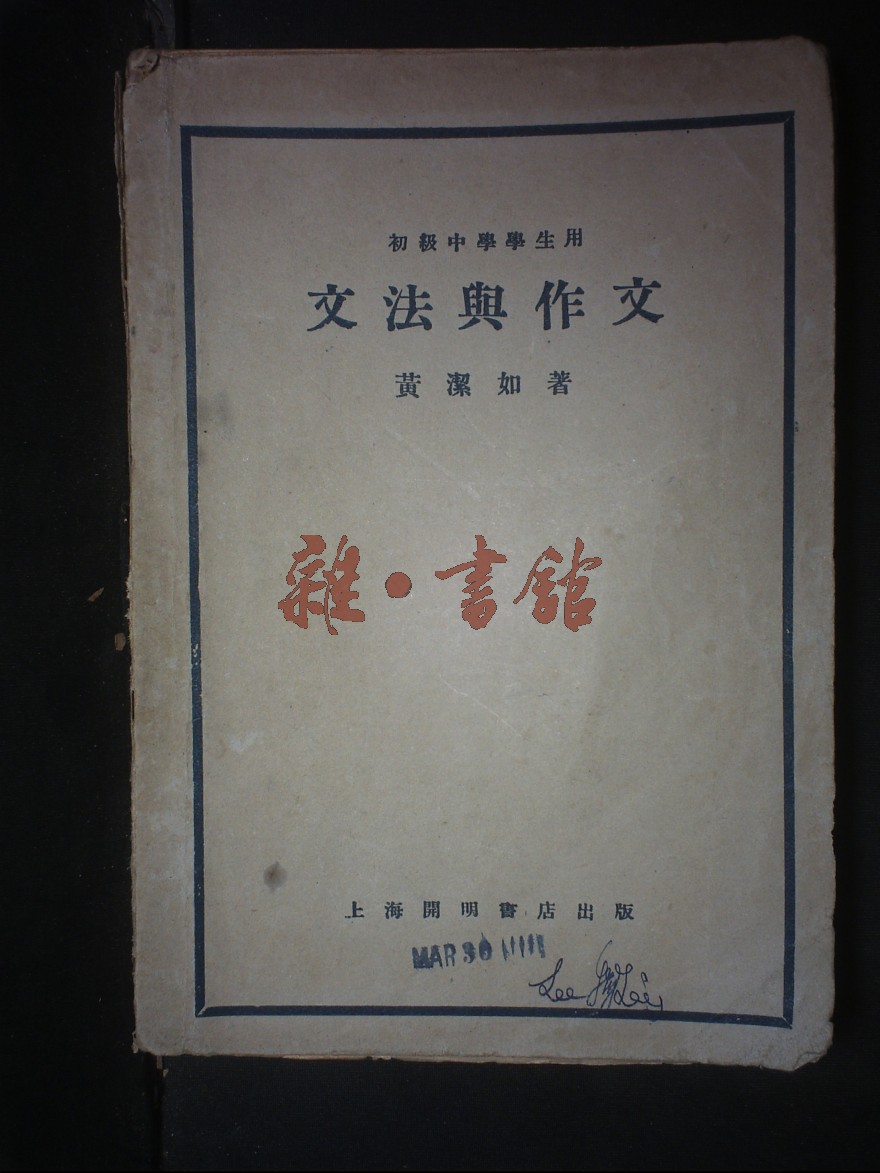 初級中學學生用
文法與作文
黃潔如著
雜·書館
上海開明書店出版
MAR 30
Lee